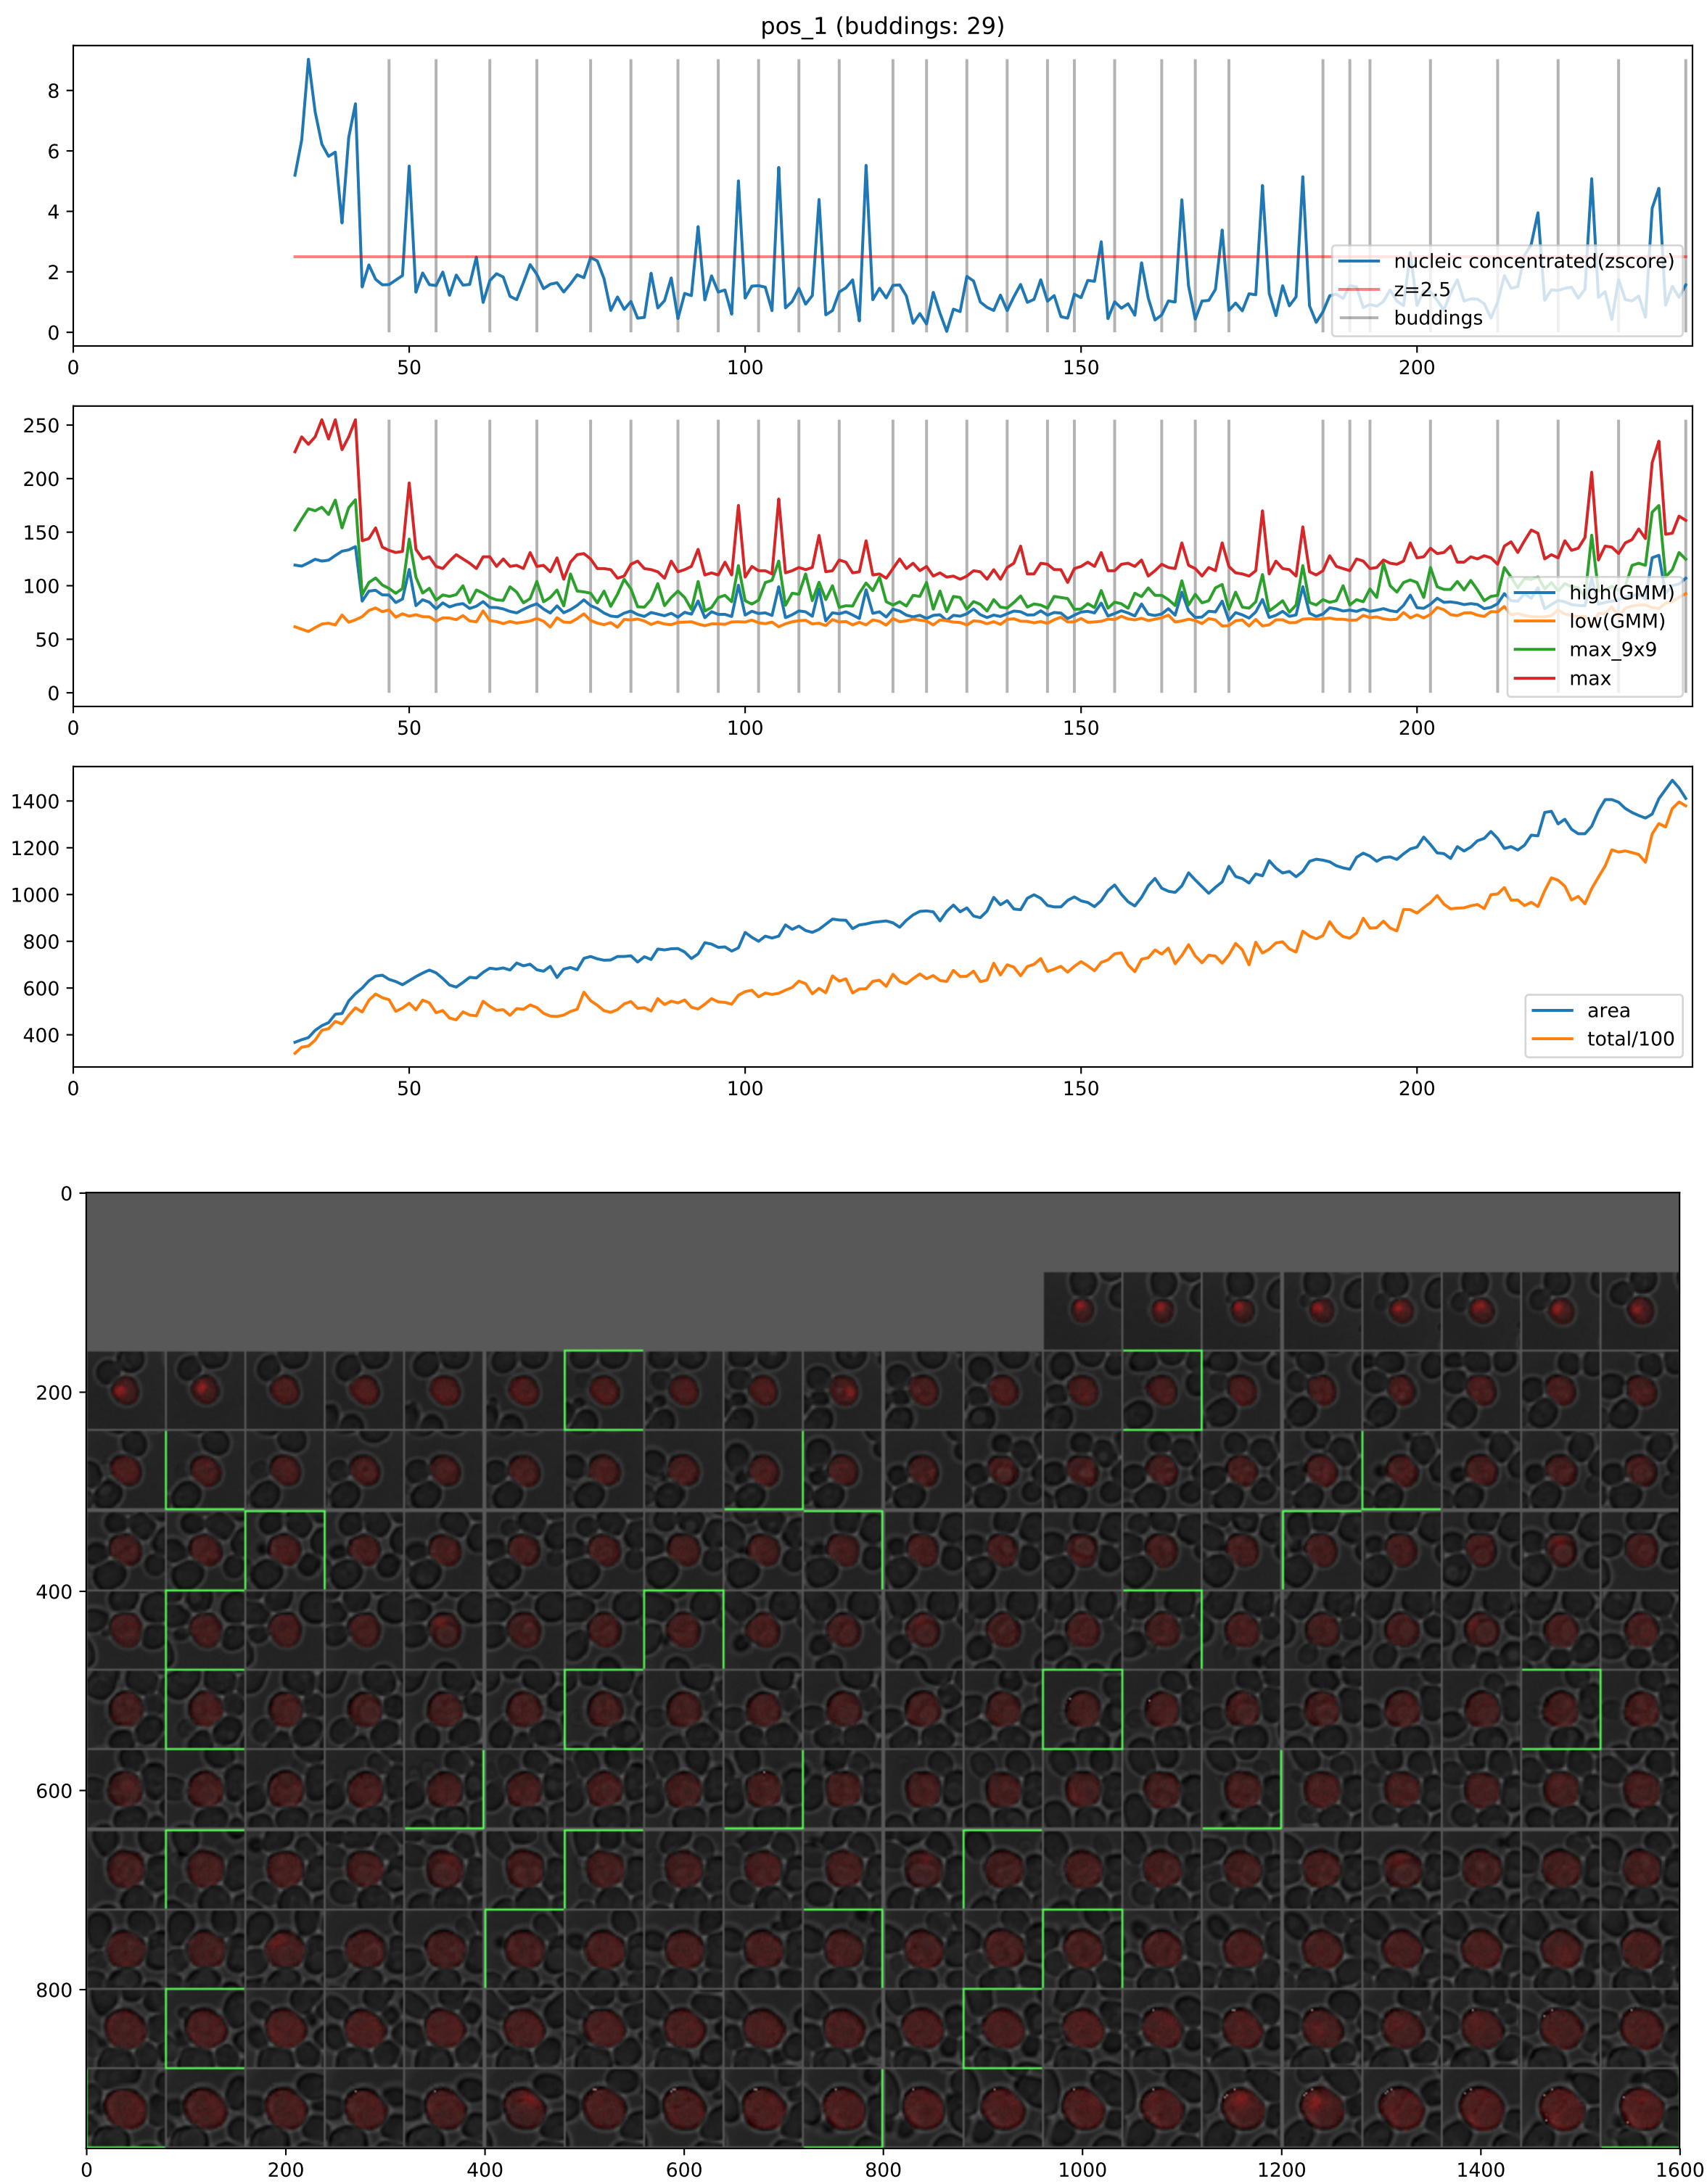 pos_1 (buddings: 29)
8
6
4
2
0
nucleic concentrated(zscore)
z=2.5
buddings
0 50 100 150 200
250
200
150
100
50
0
high(GMM)
low(GMM)
max_9x9
max
0 50 100 150 200
1400
1200
1000
800
600
400
area
total/100
0 50 100 150 200
0
200
400
600
800
0 200 400 600 800 1000 1200 1400 1600